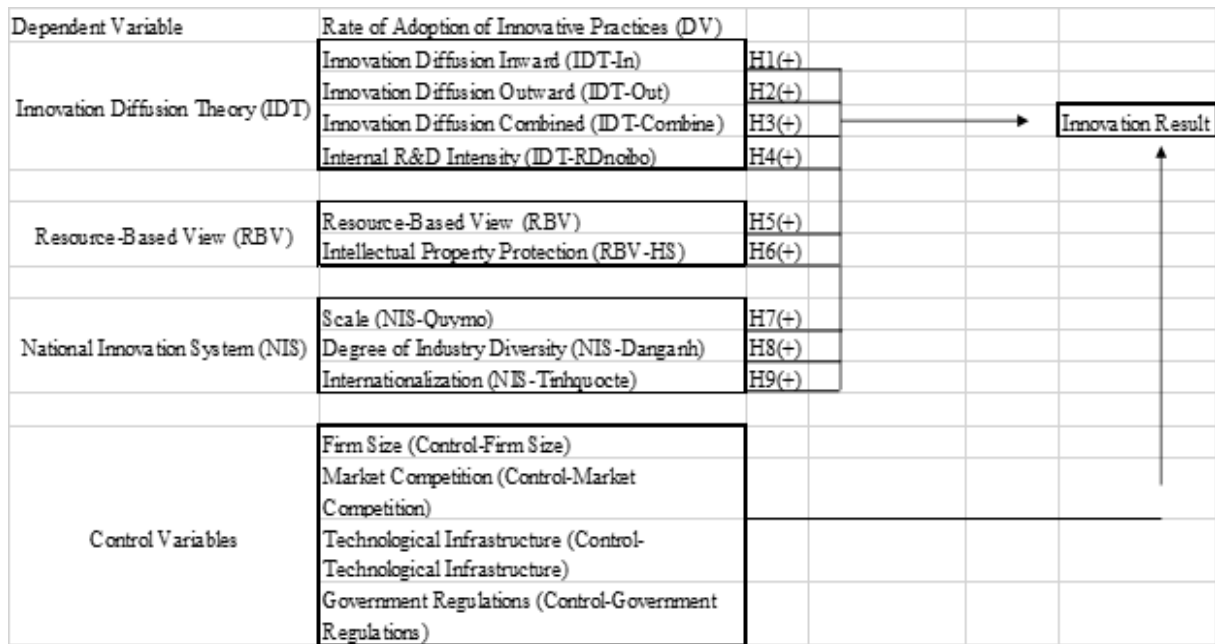 Dependent Variable
Rate of Adoption of Innovative Practices (DV)
Innovation Diffusion Theory (IDT)
Innovation Diffusion Inward (IDT-In)
H1(+)
Innovation Diffusion Outward (IDT-Out)
H2(+)
Innovation Diffusion Combined (IDT-Combine)
H3(+)
Internal R&D Intensity (IDT-RDnoibo)
H4(+)
Innovation Result
Resource-Based View (RBV)
Resource-Based View (RBV)
H5(+)
Intellectual Property Protection (RBV-HS)
H6(+)
National Innovation System (NIS)
Scale (NIS-Quymo)
H7(+)
Degree of Industry Diversity (NIS-Danganh)
H8(+)
Internationalization (NIS-Tinhquocte)
H9(+)
Control Variables
Firm Size (Control-Firm Size)
Market Competition (Control-Market
Competition)
Technological Infrastructure (Control-
Technological Infrastructure)
Government Regulations (Control-Government
Regulations)